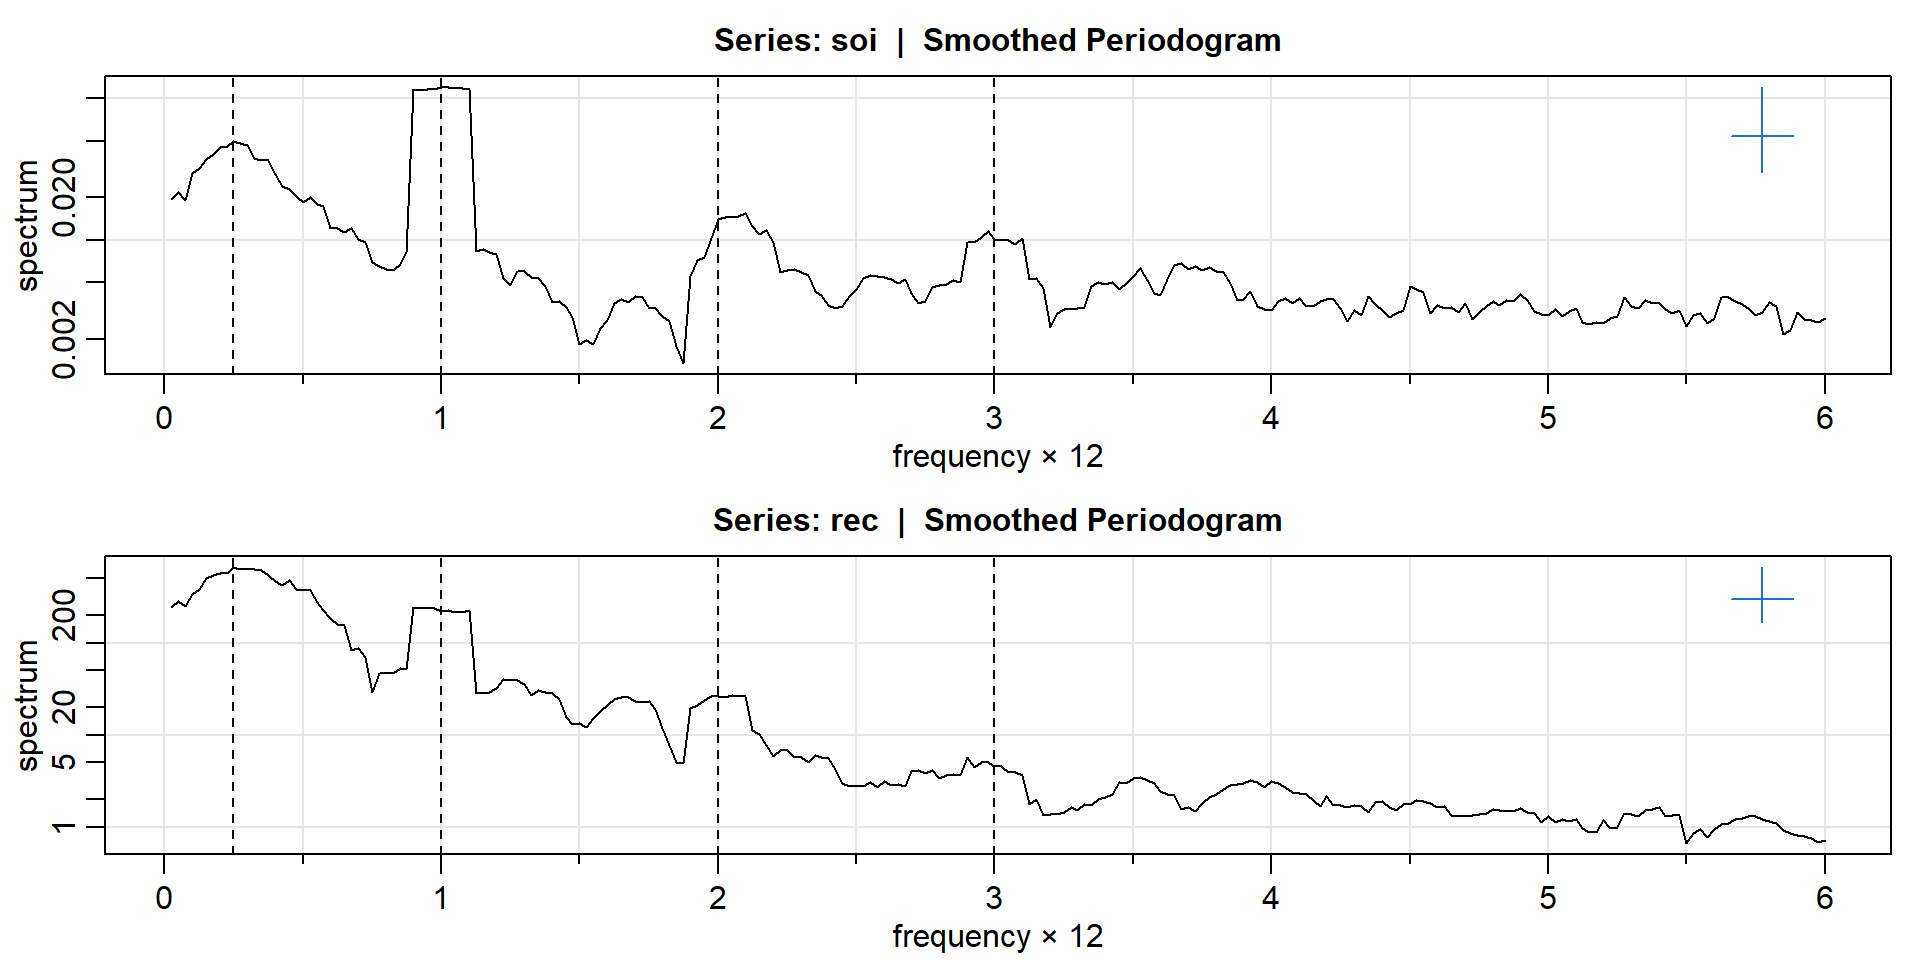 Series: soi | Smoothed Periodogram
spectrum
0.020
0.002
0 1 2 3 4 5 6
frequency × 12
Series: rec | Smoothed Periodogram
spectrum
200
20
5
1
0 1 2 3 4 5 6
frequency × 12